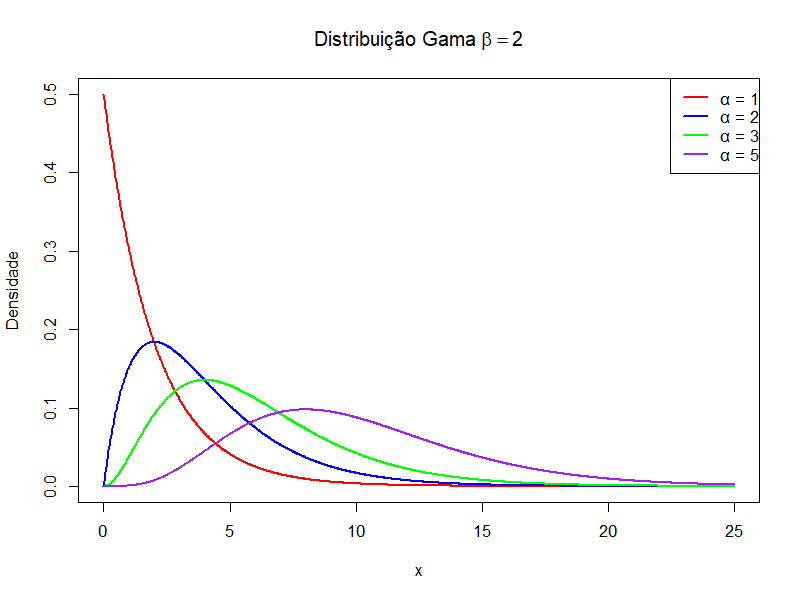 Distribuição Gama β = 2
α = 1
α = 2
α = 3
α = 5
Densidade
0.5
0.4
0.3
0.2
0.1
0.0
0 5 10 15 20 25
x